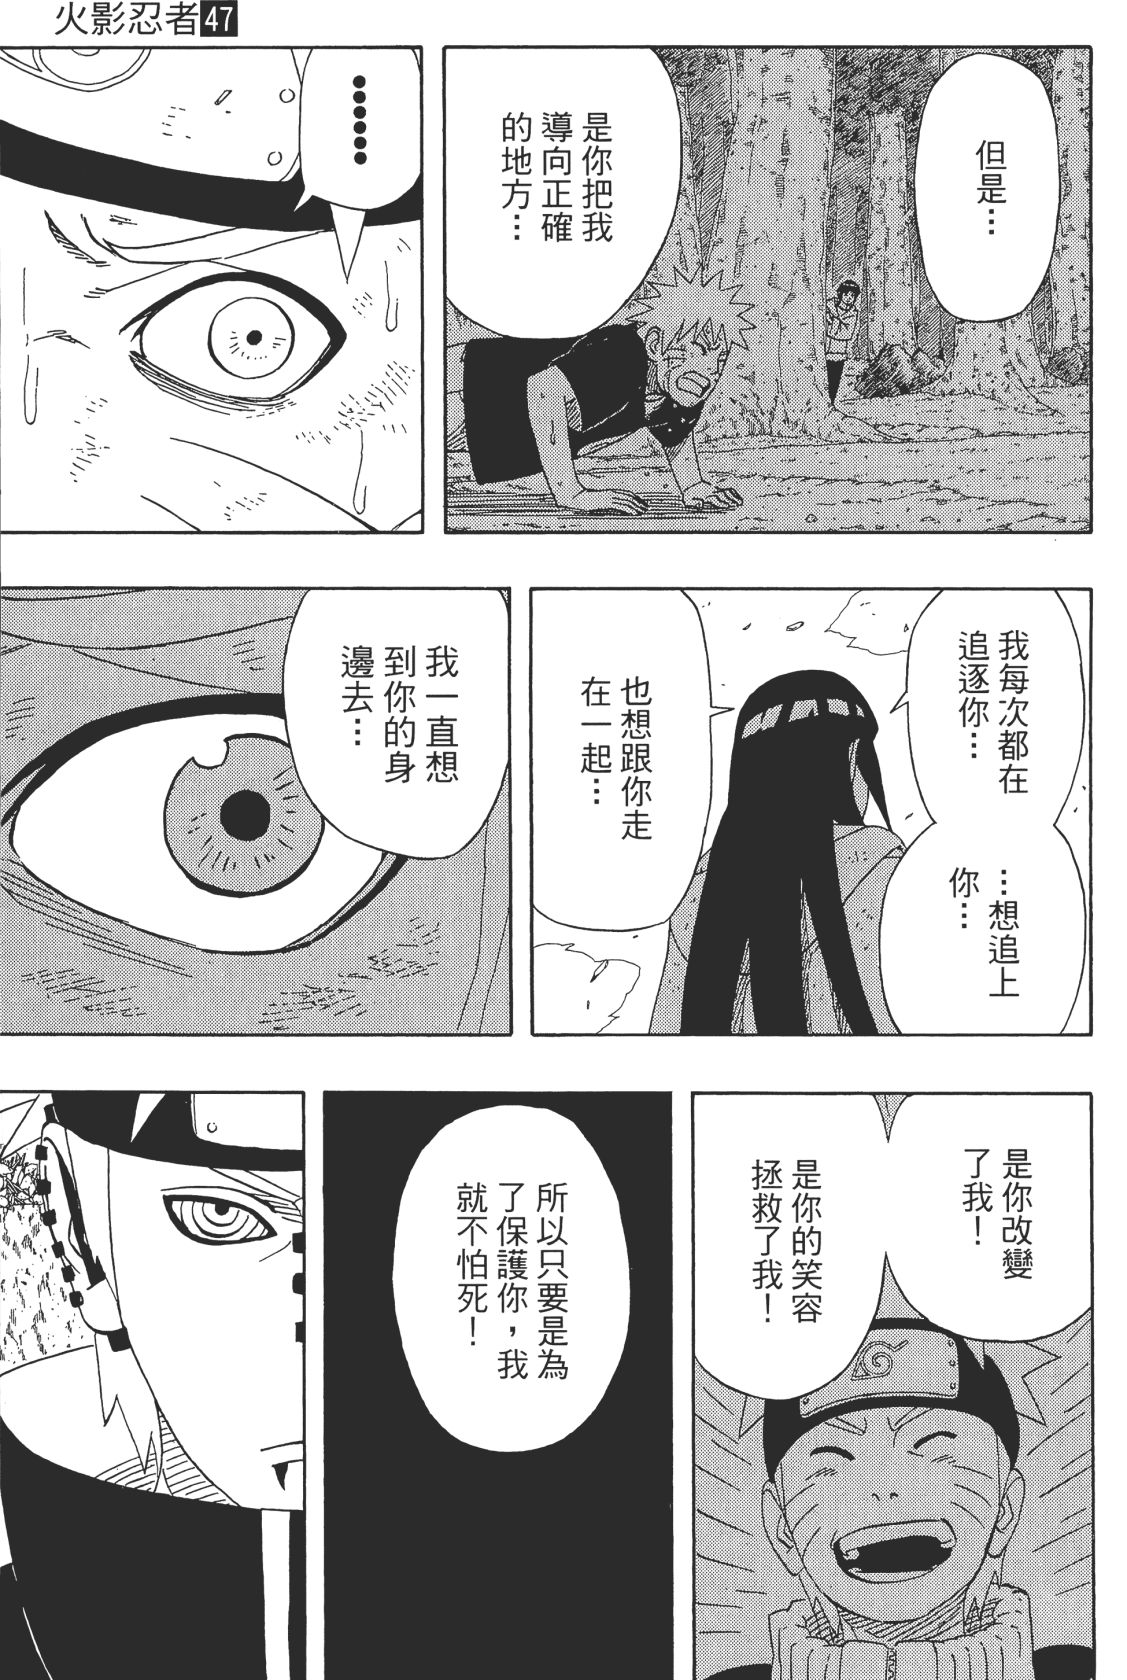 火影忍者47
但是…
是你把我
導向正確
的地方…
……
我每次都在
追逐你…
…想追上
你…
也想跟你走
在一起…
我一直想
到你的身
邊去…
是你改變
了我！
是你的笑容
拯救了我！
所以只要是為
了保護你，我
就不怕死！